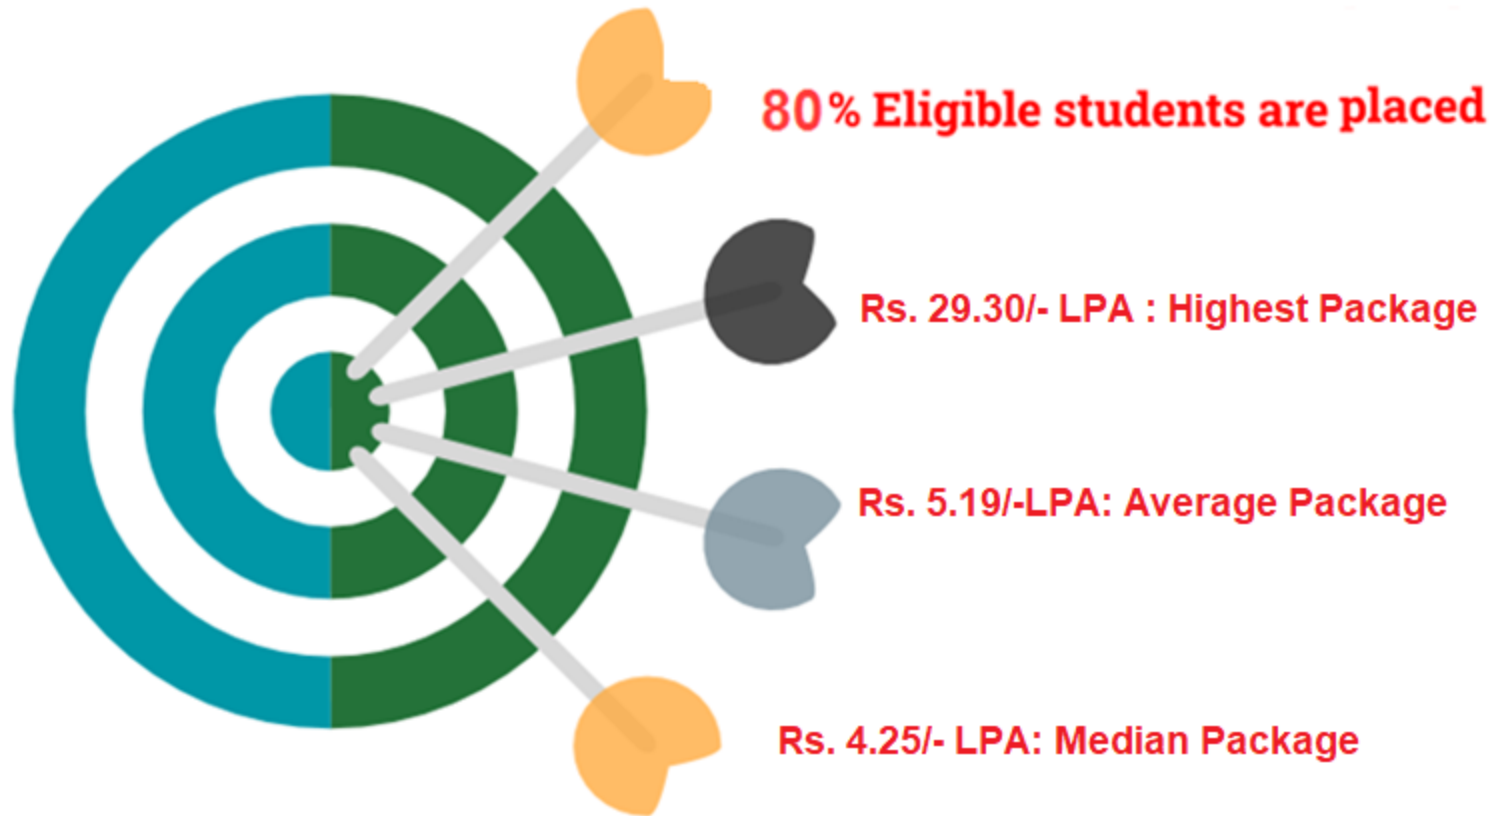 80% Eligible students are placed
Rs. 29.30/- LPA : Highest Package
Rs. 5.19/-LPA: Average Package
Rs. 4.25/- LPA: Median Package